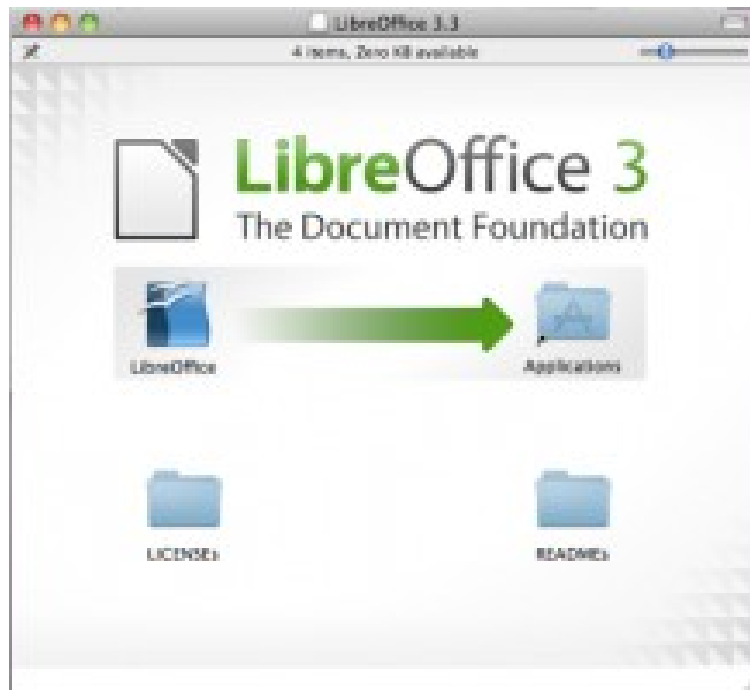 LibreOffice 3.3
4 items, Zero KB available
LibreOffice 3
The Document Foundation
LibreOffice
Applications
LICENSEs
READMEs